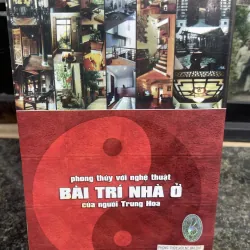 phong thủy với nghệ thuật
BÀI TRÍ NHÀ Ở
của người Trung Hoa